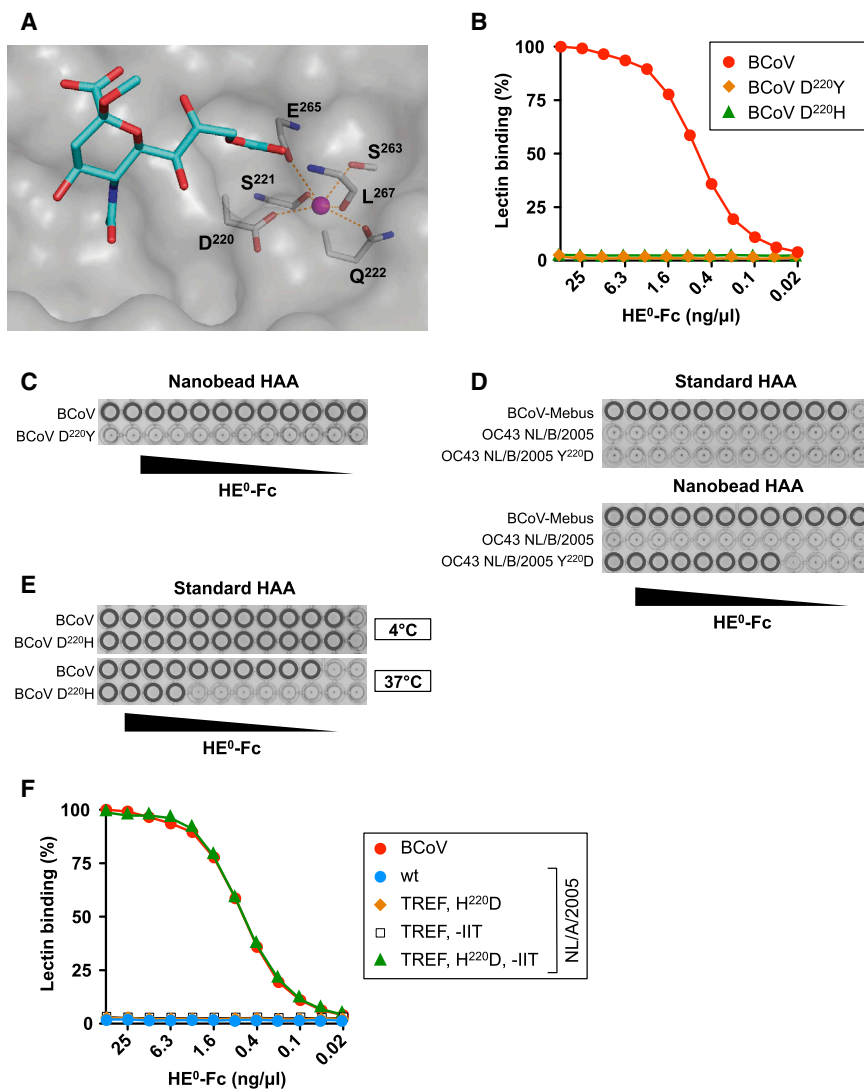 A
E265
S263
S221
L267
D220
Q222
B
Lectin binding (%)
100
75
50
25
0
25
6.3
1.6
0.4
0.1
0.02
HE0-Fc (ng/µl)
BCoV
BCoV D220Y
BCoV D220H
C
Nanobead HAA
BCoV
BCoV D220Y
HE0-Fc
D
Standard HAA
BCoV-Mebus
OC43 NL/B/2005
OC43 NL/B/2005 Y220D
Nanobead HAA
BCoV-Mebus
OC43 NL/B/2005
OC43 NL/B/2005 Y220D
HE0-Fc
E
Standard HAA
BCoV
BCoV D220H
4°C
BCoV
BCoV D220H
37°C
HE0-Fc
F
Lectin binding (%)
100
75
50
25
0
25
6.3
1.6
0.4
0.1
0.02
HE0-Fc (ng/µl)
BCoV
wt
TREF, H220D
TREF, -IIT
TREF, H220D, -IIT
NL/A/2005